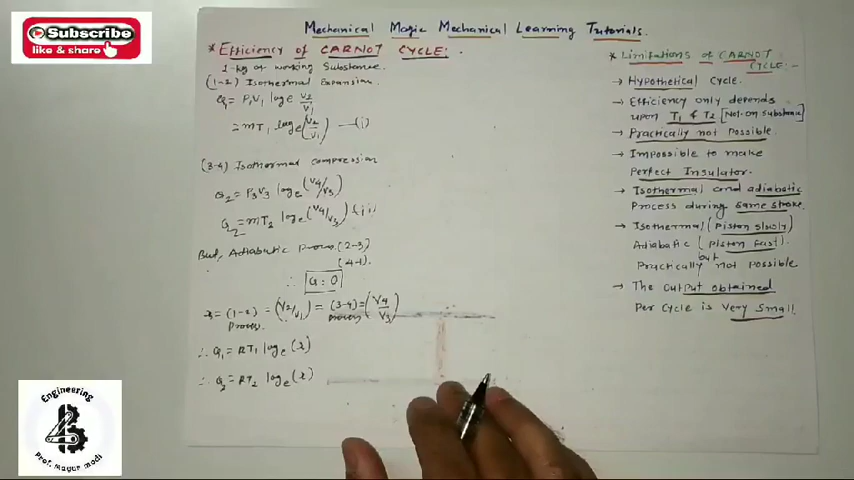 Mechanical Magic Mechanical Learning Tutorials.
Subscribe
like & share
* Efficiency of CARNOT CYCLE:
1-kg of working Substance.
(1-2) Isothermal Expansion.
Q1 = P1V1 loge V2/V1
= mT1 loge (V2/V1) —(i)
(3-4) Isothermal compression
Q2 = P3V3 loge (V4/V3)
Q2 = mT2 loge (V4/V3)
But, Adiabatic process (2-3)
(4-1).
∴ Q = 0
r = (1-2) = (V2/V1) = (3-4) = (V4/V3)
Process. process
∴ Q1 = RT1 loge (r)
∴ Q2 = RT2 loge (r)
* Limitations of CARNOT
CYCLE:-
→ Hypothetical Cycle.
→ Efficiency only depends
upon T1 & T2 [Not-on substance]
→ Practically not Possible.
→ Impossible to make
Perfect Insulator.
→ Isothermal and adiabatic
Process during same stroke.
→ Isothermal (Piston slowly)
Adiabatic (Piston fast).
but
Practically not Possible
→ The output obtained
Per cycle is Very Small.
Engineering
Prof. Mayur modi